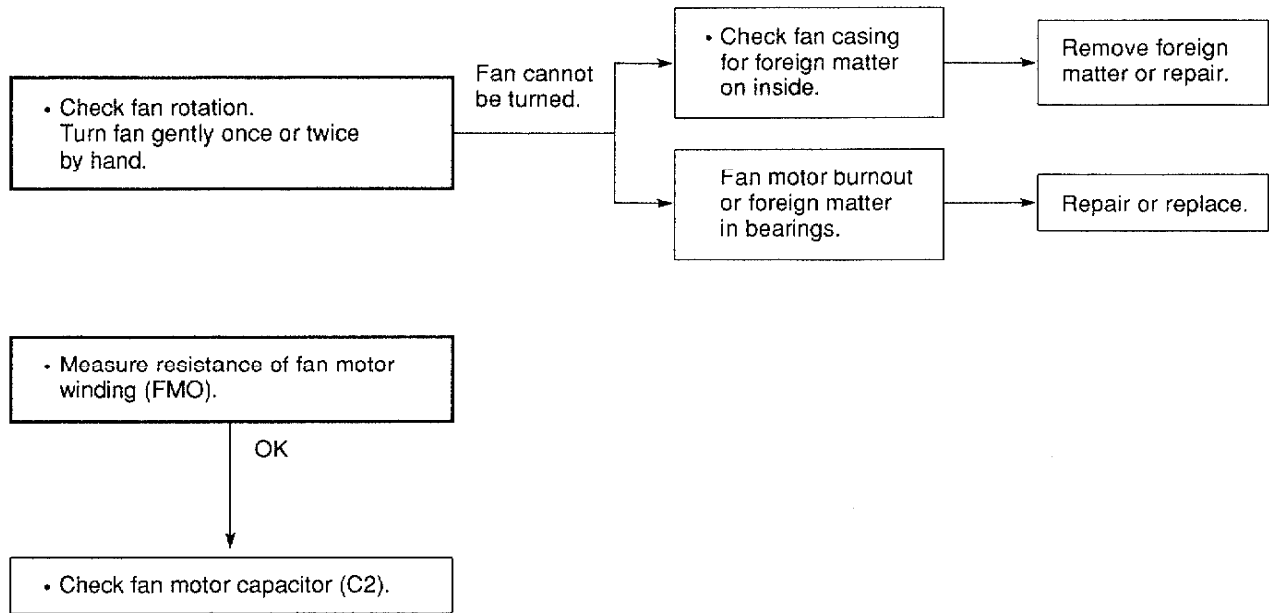 • Check fan rotation.
Turn fan gently once or twice
by hand.
Fan cannot
be turned.
• Check fan casing
for foreign matter
on inside.
Remove foreign
matter or repair.
Fan motor burnout
or foreign matter
in bearings.
Repair or replace.
• Measure resistance of fan motor
winding (FMO).
OK
• Check fan motor capacitor (C2).